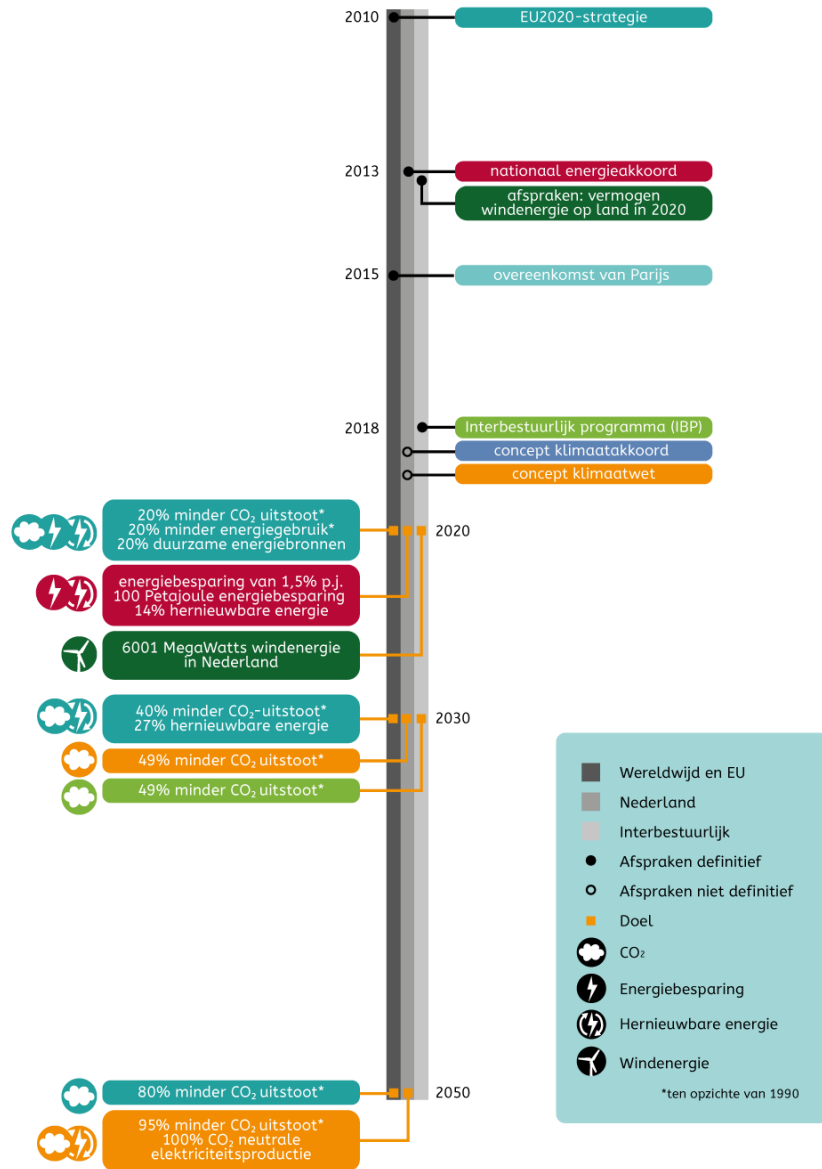 2010
EU2020-strategie
2013
nationaal energieakkoord
afspraken: vermogen
windenergie op land in 2020
2015
overeenkomst van Parijs
2018
Interbestuurlijk programma (IBP)
concept klimaatakkoord
concept klimaatwet
20% minder CO₂ uitstoot*
20% minder energiegebruik*
20% duurzame energiebronnen
2020
energiebesparing van 1,5% p.j.
100 Petajoule energiebesparing
14% hernieuwbare energie
6001 MegaWatts windenergie
in Nederland
40% minder CO₂-uitstoot*
27% hernieuwbare energie
2030
49% minder CO₂ uitstoot*
49% minder CO₂ uitstoot*
Wereldwijd en EU
Nederland
Interbestuurlijk
Afspraken definitief
Afspraken niet definitief
Doel
CO₂
Energiebesparing
Hernieuwbare energie
Windenergie
*ten opzichte van 1990
80% minder CO₂ uitstoot*
2050
95% minder CO₂ uitstoot*
100% CO₂ neutrale
elektriciteitsproductie